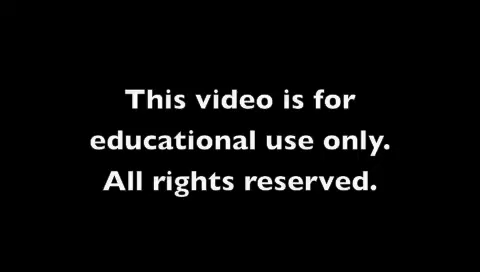 This video is for
educational use only.
All rights reserved.